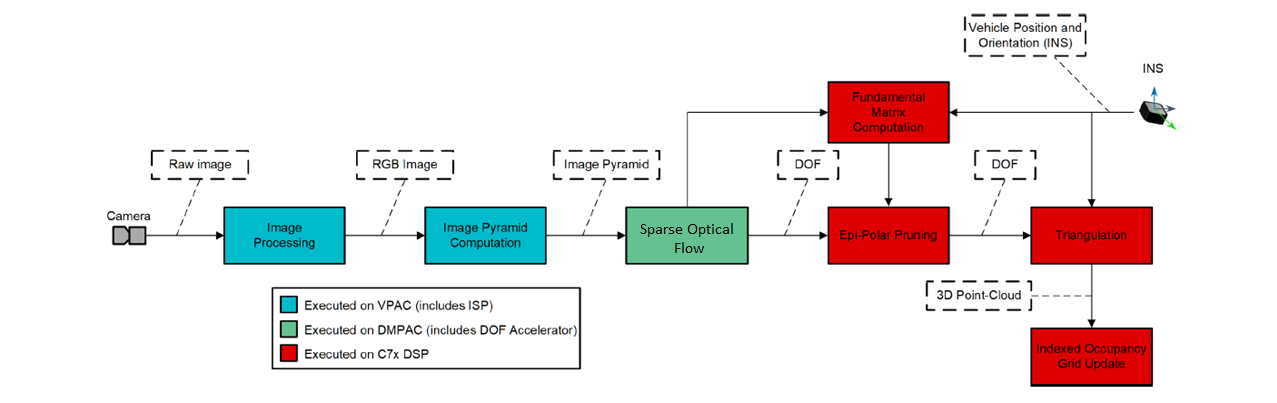 Vehicle Position and
Orientation (INS)
INS
Fundamental
Matrix
Computation
Raw image
RGB Image
Image Pyramid
DOF
DOF
Camera
Image
Processing
Image Pyramid
Computation
Sparse Optical
Flow
Epi-Polar Pruning
Triangulation
3D Point-Cloud
Executed on VPAC (includes ISP)
Executed on DMPAC (includes DOF Accelerator)
Executed on C7x DSP
Indexed Occupancy
Grid Update